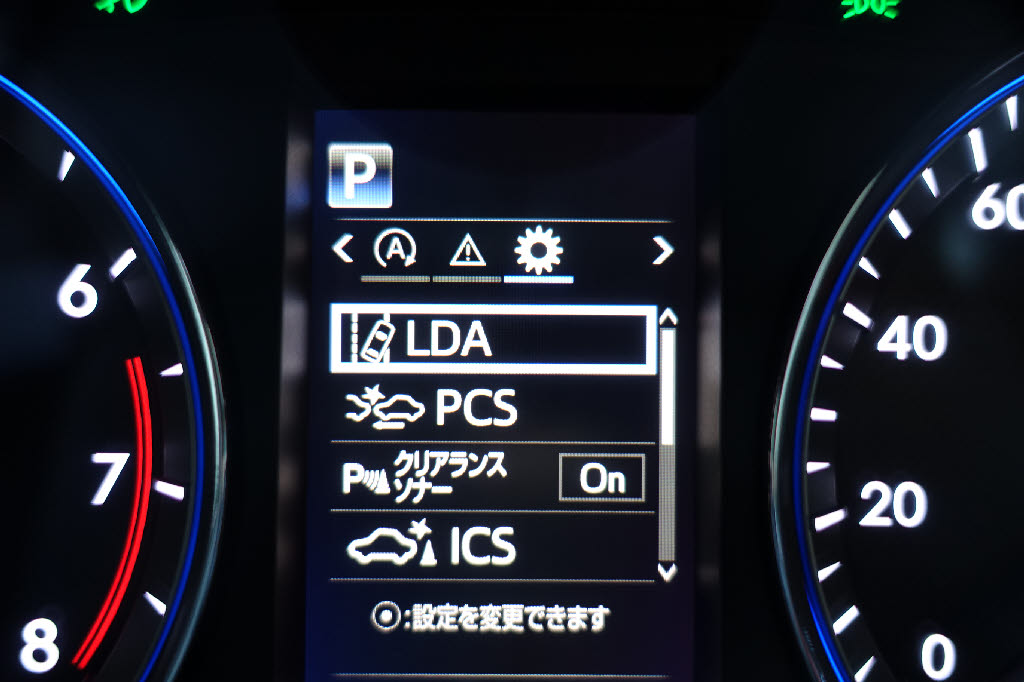 P
A
LDA
PCS
P クリアランス
ソナー
On
ICS
:設定を変更できます
6
7
8
60
40
20
0